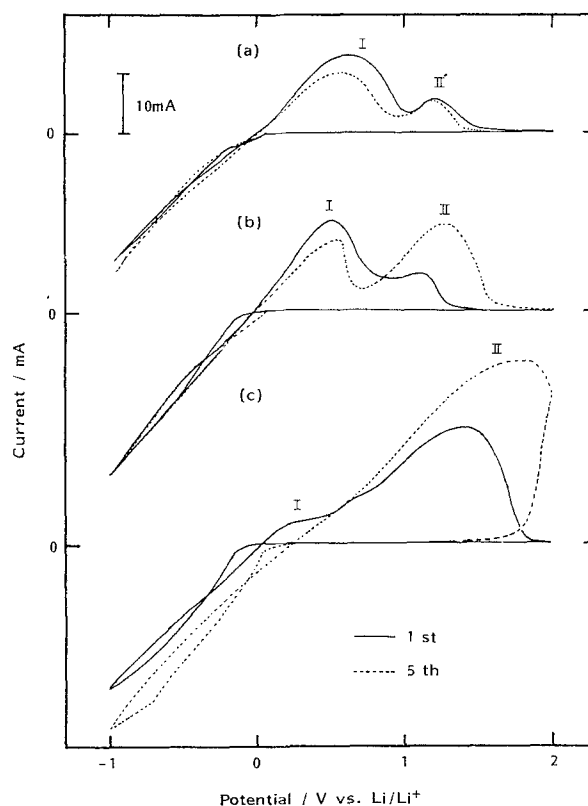 (a)
I
II'
10mA
0
(b)
I
II
0
(c)
I
II
0
Current / mA
1 st
5 th
-1
0
1
2
Potential / V vs. Li/Li⁺